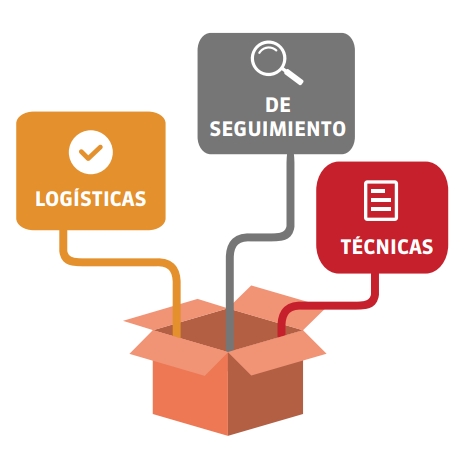 LOGÍSTICAS
DE
SEGUIMIENTO
TÉCNICAS